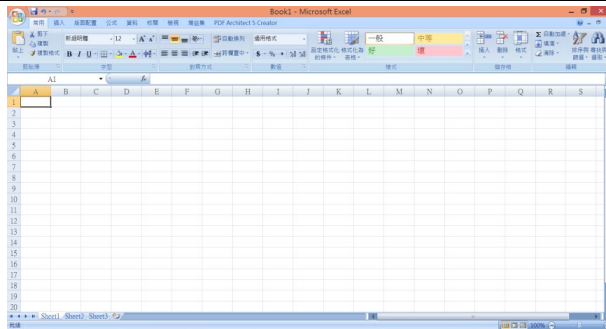 Book1 - Microsoft Excel
常用 插入 版面配置 公式 資料 校閱 檢視 增益集 PDF Architect 5 Creator
貼上 剪下 複製 複製格式
新細明體 12 A A
B I U
自動換列
跨欄置中
通用格式
$ % ,
設定格式化的條件 格式化為表格
一般 中等
好 壞
插入 刪除 格式
Σ 自動加總
填滿
清除
排序與篩選
剪貼簿 字型 對齊方式 數值 樣式 儲存格 編輯
A1 fx
A B C D E F G H I J K L M N O P Q R S
1
2
3
4
5
6
7
8
9
10
11
12
13
14
15
16
17
18
19
20
Sheet1 Sheet2 Sheet3
就緒 100%